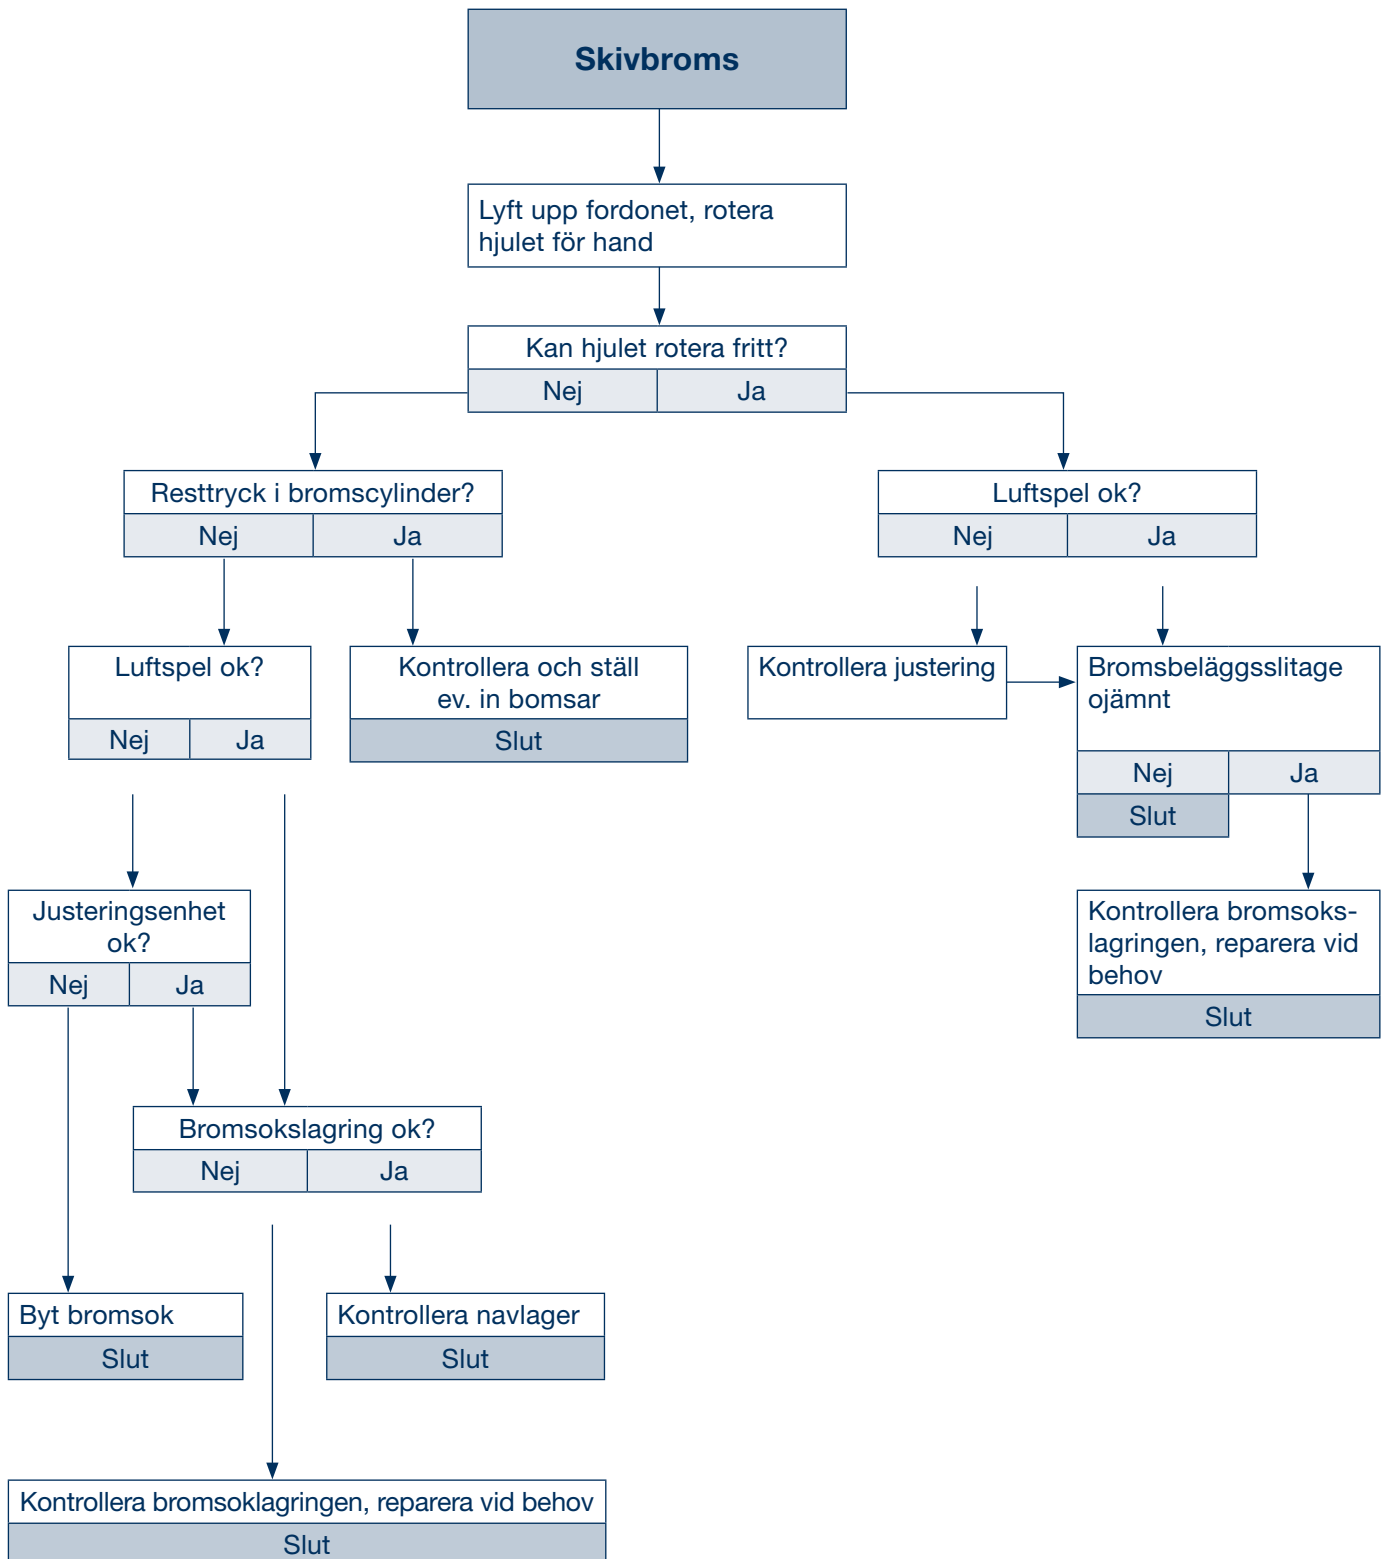 Skivbroms
Lyft upp fordonet, rotera
hjulet för hand
Kan hjulet rotera fritt?
Nej
Ja
Resttryck i bromscylinder?
Nej
Ja
Luftspel ok?
Nej
Ja
Luftspel ok?
Nej
Ja
Kontrollera och ställ
ev. in bomsar
Slut
Kontrollera justering
Bromsbeläggsslitage
ojämnt
Nej
Ja
Slut
Justeringsenhet
ok?
Nej
Ja
Kontrollera bromsoks-
lagringen, reparera vid
behov
Slut
Bromsokslagring ok?
Nej
Ja
Byt bromsok
Slut
Kontrollera navlager
Slut
Kontrollera bromsoklagringen, reparera vid behov
Slut